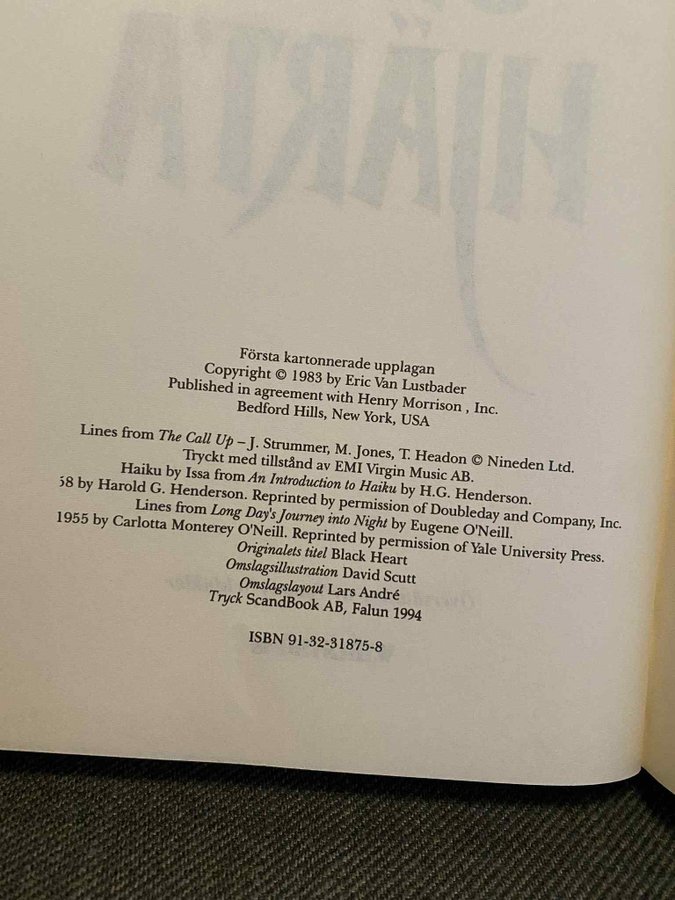 Första kartonnerade upplagan
Copyright © 1983 by Eric Van Lustbader
Published in agreement with Henry Morrison , Inc.
Bedford Hills, New York, USA
Lines from The Call Up – J. Strummer, M. Jones, T. Headon © Nineden Ltd.
Tryckt med tillstånd av EMI Virgin Music AB.
Haiku by Issa from An Introduction to Haiku by H.G. Henderson.
58 by Harold G. Henderson. Reprinted by permission of Doubleday and Company, Inc.
Lines from Long Day's Journey into Night by Eugene O'Neill.
1955 by Carlotta Monterey O'Neill. Reprinted by permission of Yale University Press.
Originalets titel Black Heart
Omslagsillustration David Scutt
Omslagslayout Lars André
Tryck ScandBook AB, Falun 1994
ISBN 91-32-31875-8